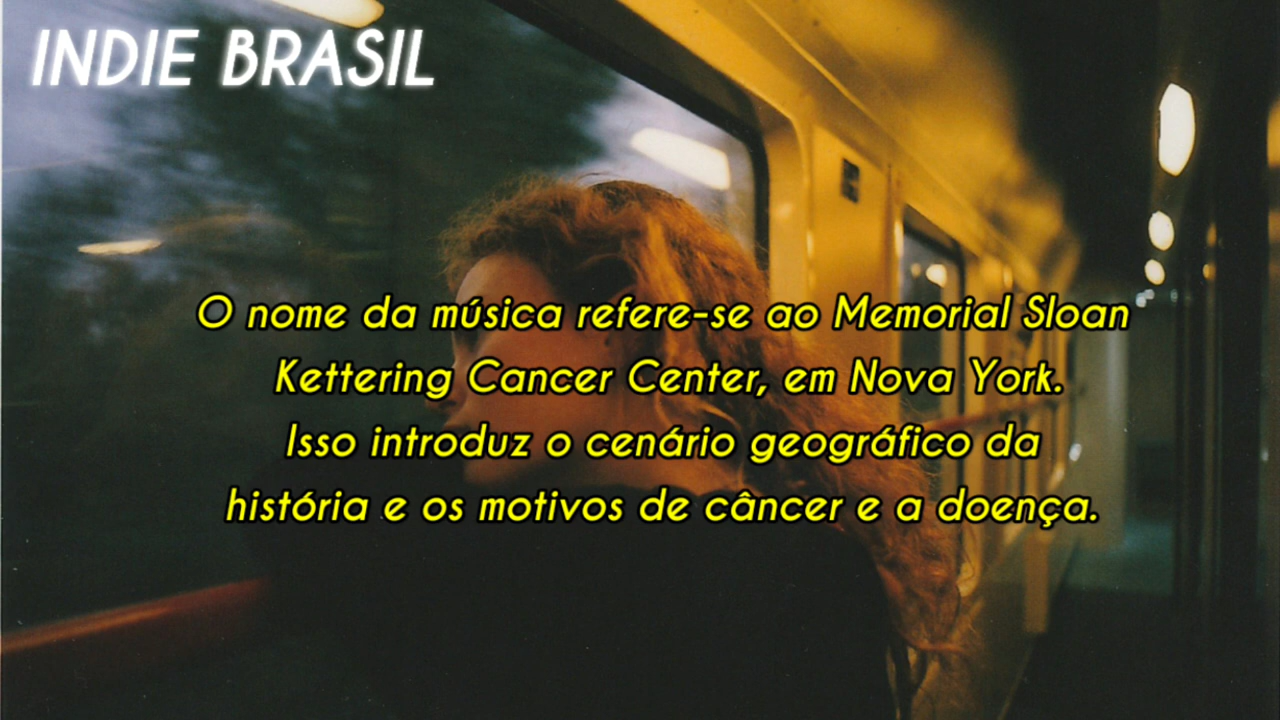 INDIE BRASIL
O nome da música refere-se ao Memorial Sloan
Kettering Cancer Center, em Nova York.
Isso introduz o cenário geográfico da
história e os motivos de câncer e a doença.